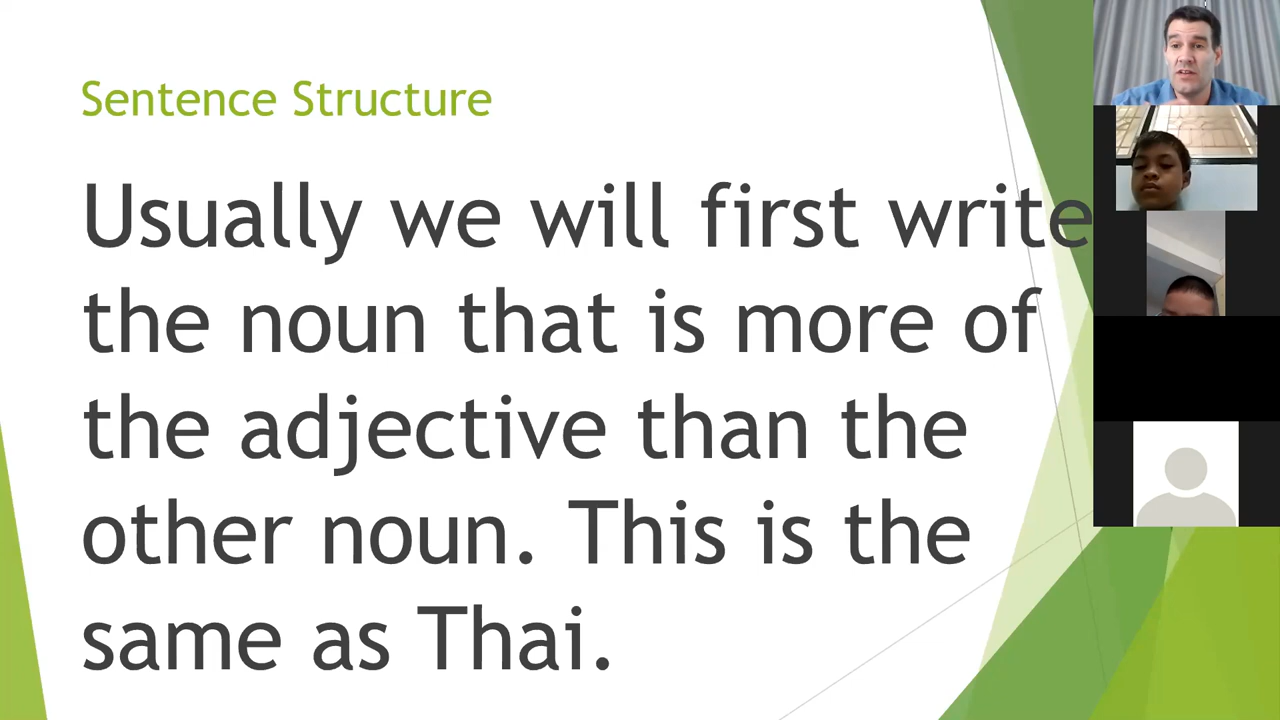 Sentence Structure
Usually we will first write
the noun that is more of
the adjective than the
other noun. This is the
same as Thai.